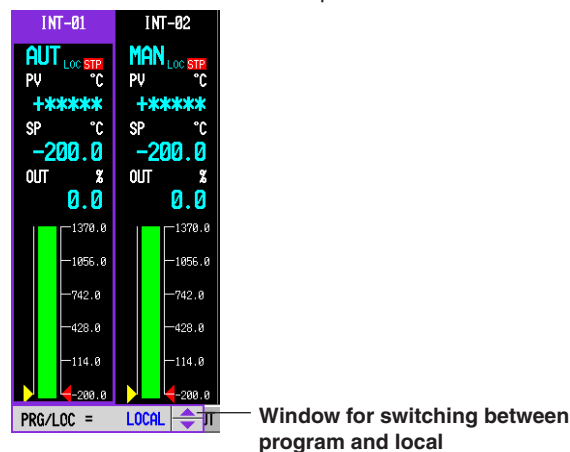 INT-01 INT-02
AUT LOC STP MAN LOC STP
PV °C PV °C
+***** +*****
SP °C SP °C
-200.0 -200.0
OUT % OUT %
0.0 0.0
1370.0 1370.0
1056.0 1056.0
742.0 742.0
428.0 428.0
114.0 114.0
-200.0 -200.0
PRG/LOC = LOCAL
Window for switching between
program and local